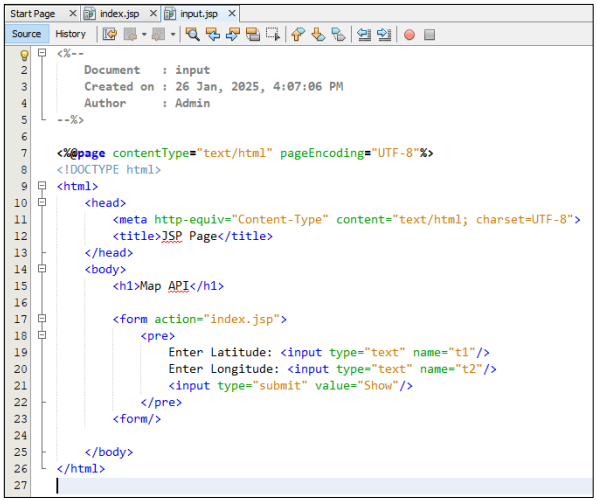 Start Page index.jsp input.jsp
Source History
1 <%--
2     Document   : input
3     Created on : 26 Jan, 2025, 4:07:06 PM
4     Author     : Admin
5 --%>
6
7 <%@page contentType="text/html" pageEncoding="UTF-8"%>
8 <!DOCTYPE html>
9 <html>
10     <head>
11         <meta http-equiv="Content-Type" content="text/html; charset=UTF-8">
12         <title>JSP Page</title>
13     </head>
14     <body>
15         <h1>Map API</h1>
16
17         <form action="index.jsp">
18             <pre>
19                 Enter Latitude: <input type="text" name="t1"/>
20                 Enter Longitude: <input type="text" name="t2"/>
21                 <input type="submit" value="Show"/>
22             </pre>
23         <form/>
24
25     </body>
26 </html>
27